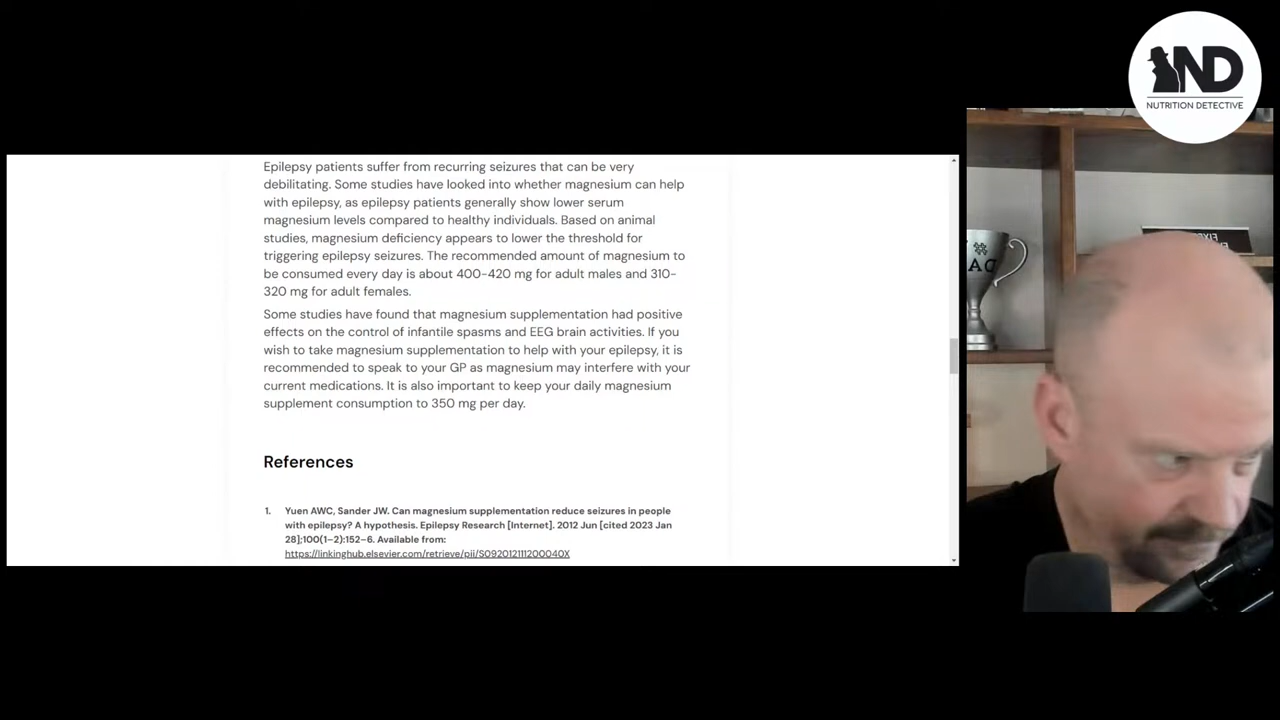 IND
NUTRITION DETECTIVE
Epilepsy patients suffer from recurring seizures that can be very
debilitating. Some studies have looked into whether magnesium can help
with epilepsy, as epilepsy patients generally show lower serum
magnesium levels compared to healthy individuals. Based on animal
studies, magnesium deficiency appears to lower the threshold for
triggering epilepsy seizures. The recommended amount of magnesium to
be consumed every day is about 400-420 mg for adult males and 310-
320 mg for adult females.
Some studies have found that magnesium supplementation had positive
effects on the control of infantile spasms and EEG brain activities. If you
wish to take magnesium supplementation to help with your epilepsy, it is
recommended to speak to your GP as magnesium may interfere with your
current medications. It is also important to keep your daily magnesium
supplement consumption to 350 mg per day.
References
1. Yuen AWC, Sander JW. Can magnesium supplementation reduce seizures in people
with epilepsy? A hypothesis. Epilepsy Research [Internet]. 2012 Jun [cited 2023 Jan
28];100(1–2):152–6. Available from:
https://linkinghub.elsevier.com/retrieve/pii/S092012111200040X